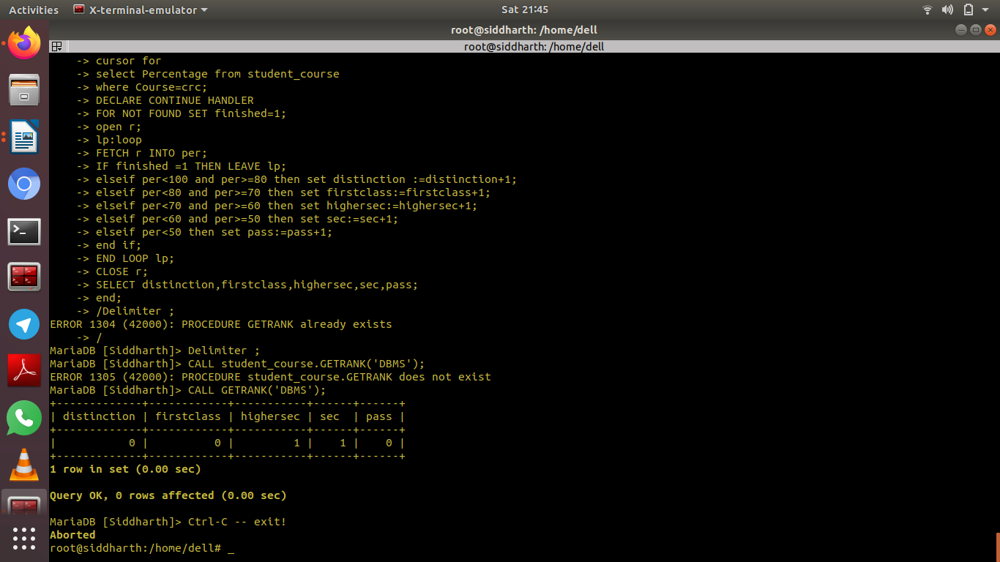 Activities X-terminal-emulator Sat 21:45
root@siddharth: /home/dell
root@siddharth: /home/dell
    -> cursor for
    -> select Percentage from student_course
    -> where Course=crc;
    -> DECLARE CONTINUE HANDLER
    -> FOR NOT FOUND SET finished=1;
    -> open r;
    -> lp:loop
    -> FETCH r INTO per;
    -> IF finished =1 THEN LEAVE lp;
    -> elseif per<100 and per>=80 then set distinction :=distinction+1;
    -> elseif per<80 and per>=70 then set firstclass:=firstclass+1;
    -> elseif per<70 and per>=60 then set highersec:=highersec+1;
    -> elseif per<60 and per>=50 then set sec:=sec+1;
    -> elseif per<50 then set pass:=pass+1;
    -> end if;
    -> END LOOP lp;
    -> CLOSE r;
    -> SELECT distinction,firstclass,highersec,sec,pass;
    -> end;
    -> /Delimiter ;
ERROR 1304 (42000): PROCEDURE GETRANK already exists
    -> /
MariaDB [Siddharth]> Delimiter ;
MariaDB [Siddharth]> CALL student_course.GETRANK('DBMS');
ERROR 1305 (42000): PROCEDURE student_course.GETRANK does not exist
MariaDB [Siddharth]> CALL GETRANK('DBMS');
+-------------+------------+-----------+------+------+
| distinction | firstclass | highersec | sec  | pass |
+-------------+------------+-----------+------+------+
|           0 |          0 |         1 |    1 |    0 |
+-------------+------------+-----------+------+------+
1 row in set (0.00 sec)
Query OK, 0 rows affected (0.00 sec)
MariaDB [Siddharth]> Ctrl-C -- exit!
Aborted
root@siddharth:/home/dell# _